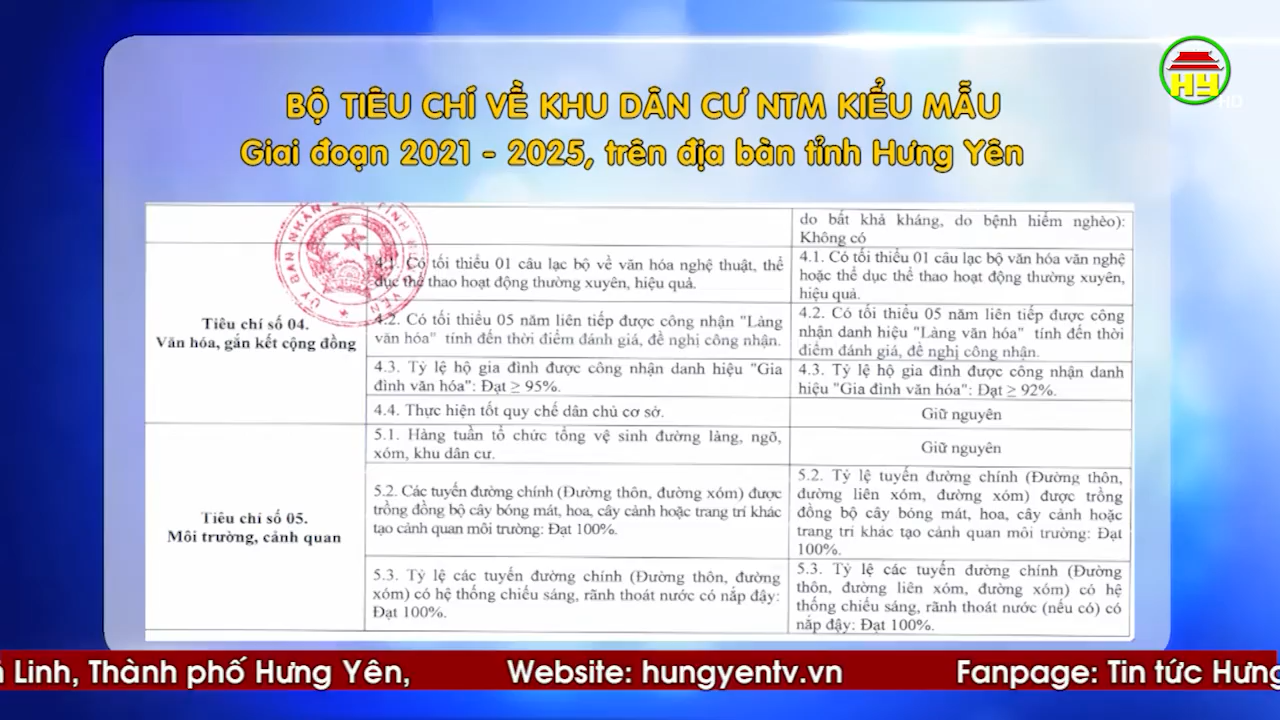 BỘ TIÊU CHÍ VỀ KHU DÂN CƯ NTM KIỂU MẪU
Giai đoạn 2021 - 2025, trên địa bàn tỉnh Hưng Yên
HY
HD
do bất khả kháng, do bệnh hiểm nghèo):
Không có
Tiêu chí số 04.
Văn hóa, gắn kết cộng đồng
4.1. Có tối thiểu 01 câu lạc bộ về văn hóa nghệ thuật, thể
dục thể thao hoạt động thường xuyên, hiệu quả.
4.1. Có tối thiểu 01 câu lạc bộ văn hóa văn nghệ
hoặc thể dục thể thao hoạt động thường xuyên,
hiệu quả.
4.2. Có tối thiểu 05 năm liên tiếp được công nhận "Làng
văn hóa" tính đến thời điểm đánh giá, đề nghị công nhận.
4.2. Có tối thiểu 05 năm liên tiếp được công
nhận danh hiệu "Làng văn hóa" tính đến thời
điểm đánh giá, đề nghị công nhận.
4.3. Tỷ lệ hộ gia đình được công nhận danh hiệu "Gia
đình văn hóa": Đạt ≥ 95%.
4.3. Tỷ lệ hộ gia đình được công nhận danh
hiệu "Gia đình văn hóa": Đạt ≥ 92%.
4.4. Thực hiện tốt quy chế dân chủ cơ sở.
Giữ nguyên
Tiêu chí số 05.
Môi trường, cảnh quan
5.1. Hàng tuần tổ chức tổng vệ sinh đường làng, ngõ,
xóm, khu dân cư.
Giữ nguyên
5.2. Các tuyến đường chính (Đường thôn, đường xóm) được
trồng đồng bộ cây bóng mát, hoa, cây cảnh hoặc trang trí khác
tạo cảnh quan môi trường: Đạt 100%.
5.2. Tỷ lệ tuyến đường chính (Đường thôn,
đường liên xóm, đường xóm) được trồng
đồng bộ cây bóng mát, hoa, cây cảnh hoặc
trang trí khác tạo cảnh quan môi trường: Đạt
100%.
5.3. Tỷ lệ các tuyến đường chính (Đường thôn, đường
xóm) có hệ thống chiếu sáng, rãnh thoát nước có nắp đậy:
Đạt 100%.
5.3. Tỷ lệ các tuyến đường chính (Đường
thôn, đường liên xóm, đường xóm) có hệ
thống chiếu sáng, rãnh thoát nước (nếu có) có
nắp đậy: Đạt 100%.
Linh, Thành phố Hưng Yên, Website: hungyentv.vn Fanpage: Tin tức Hưng